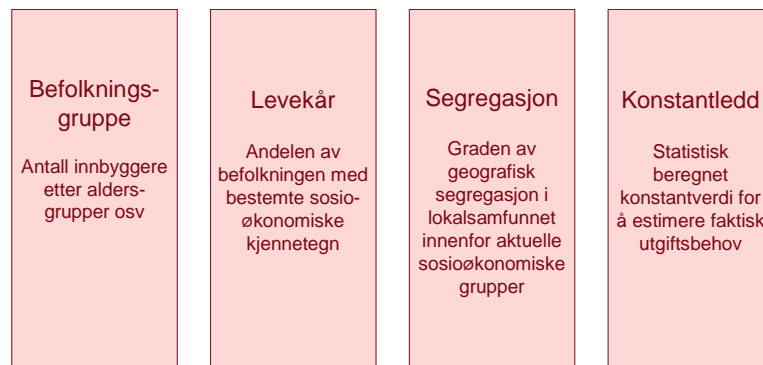 Befolknings-
gruppe
Antall innbyggere
etter alders-
grupper osv
Levekår
Andelen av
befolkningen med
bestemte sosio-
økonomiske
kjennetegn
Segregasjon
Graden av
geografisk
segregasjon i
lokalsamfunnet
innenfor aktuelle
sosioøkonomiske
grupper
Konstantledd
Statistisk
beregnet
konstantverdi for
å estimere faktisk
utgiftsbehov